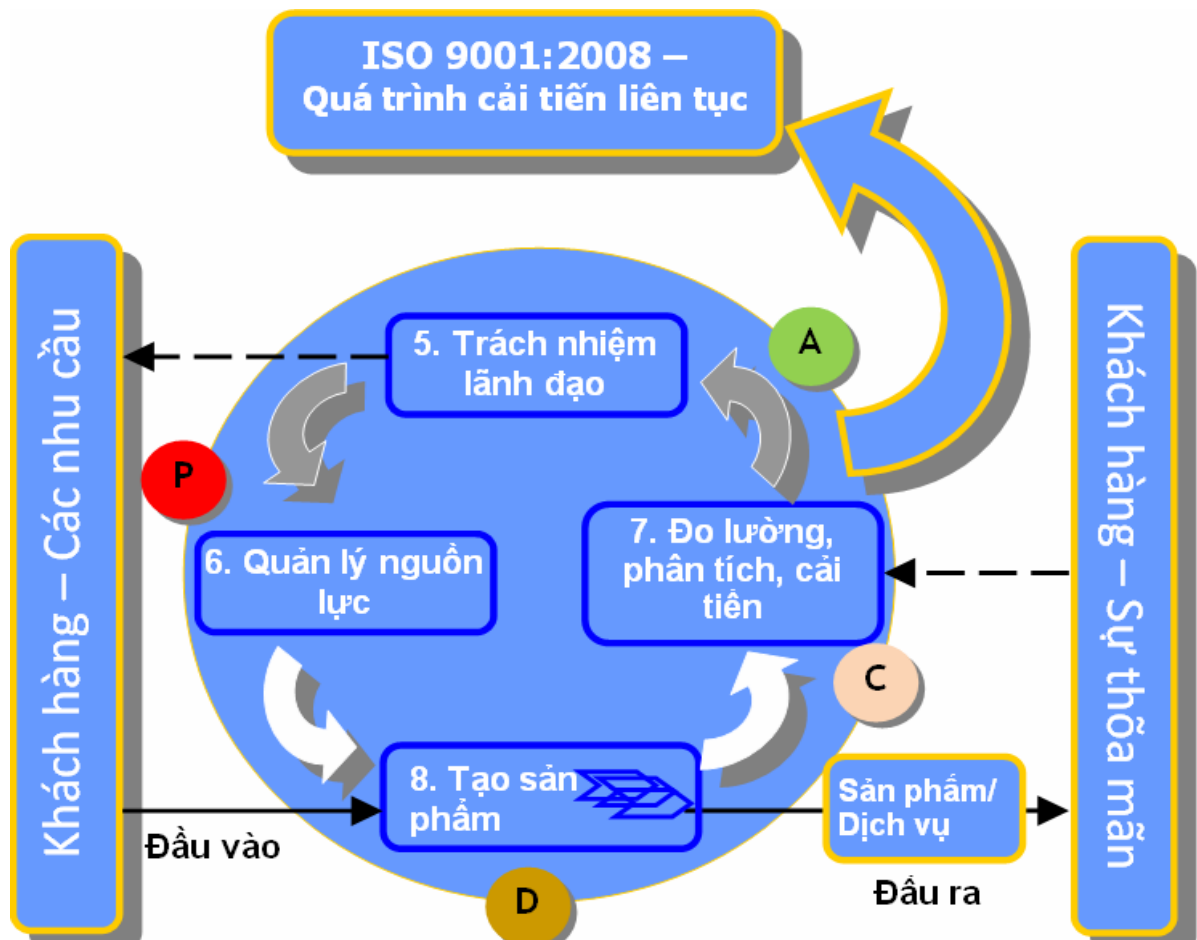 ISO 9001:2008 –
Quá trình cải tiến liên tục
Khách hàng – Các nhu cầu
5. Trách nhiệm
lãnh đạo
A
P
6. Quản lý nguồn
lực
7. Đo lường,
phân tích, cải
tiến
C
8. Tạo sản
phẩm
D
Đầu vào
Sản phẩm/
Dịch vụ
Đầu ra
Khách hàng – Sự thõa mãn